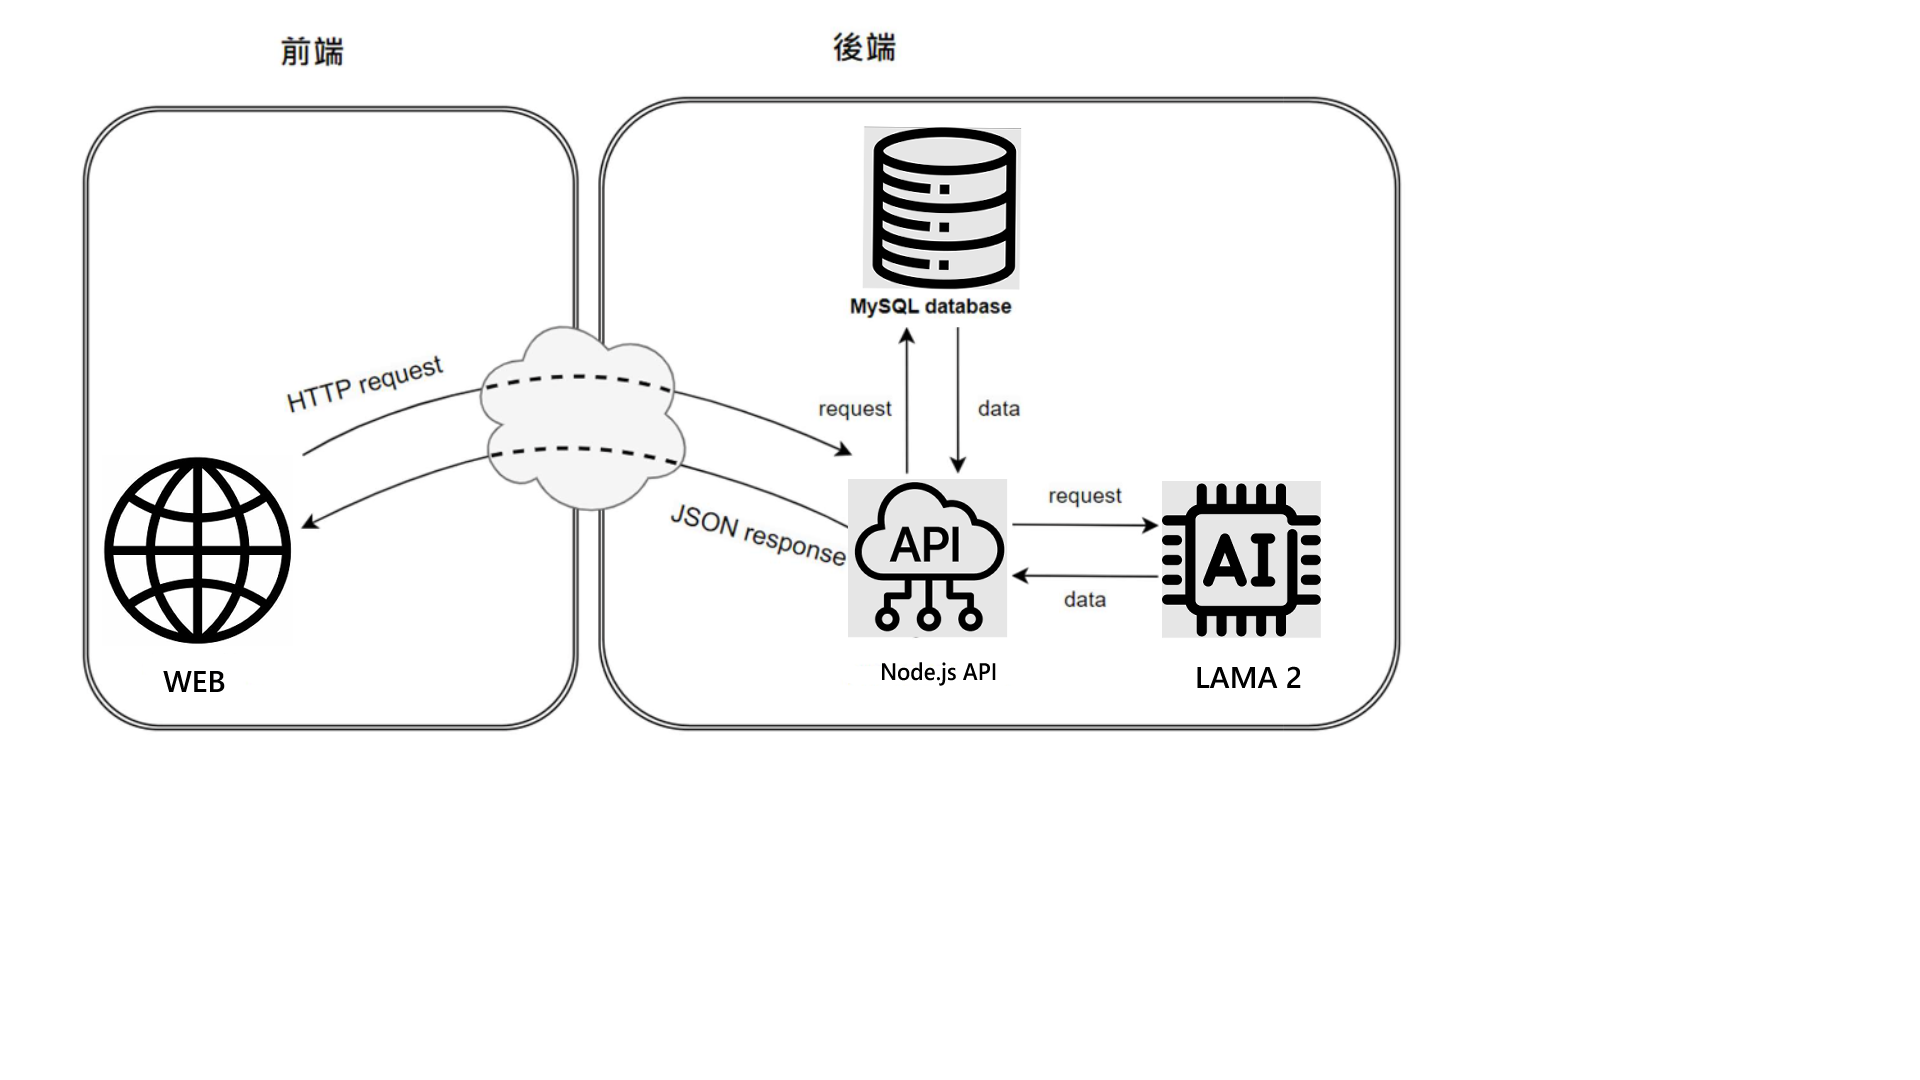 前端
後端
MySQL database
HTTP request
request
data
JSON response
API
request
data
AI
WEB
Node.js API
LAMA 2